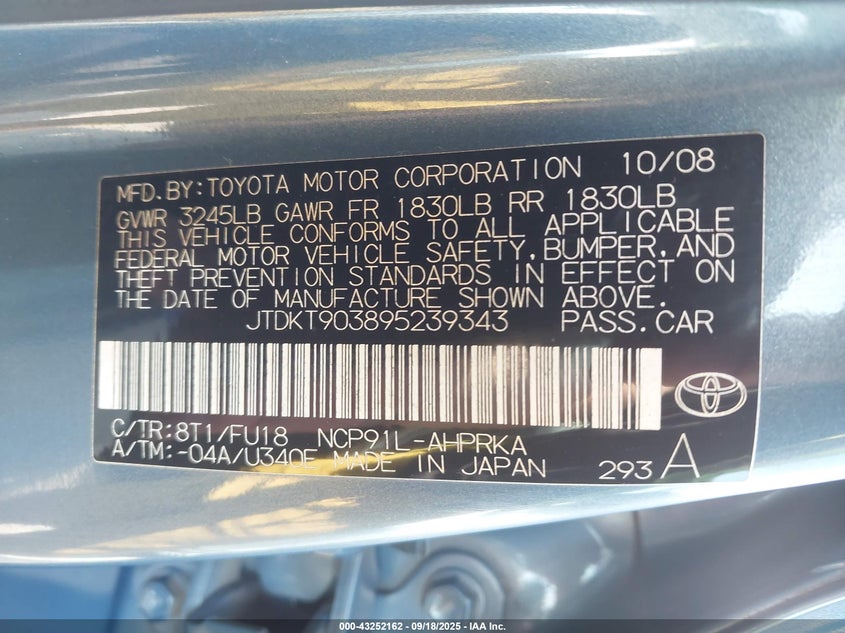 MFD.BY:TOYOTA MOTOR CORPORATION 10/08
GVWR 3245LB GAWR FR 1830LB RR 1830LB
THIS VEHICLE CONFORMS TO ALL APPLICABLE
FEDERAL MOTOR VEHICLE SAFETY,BUMPER,AND
THEFT PREVENTION STANDARDS IN EFFECT ON
THE DATE OF MANUFACTURE SHOWN ABOVE.
JTDKT903895239343 PASS.CAR
C/TR:8T1/FU18 NCP91L-AHPRKA
A/TM:-04A/U340E MADE IN JAPAN 293 A
000-43252162 - 09/18/2025 - IAA Inc.